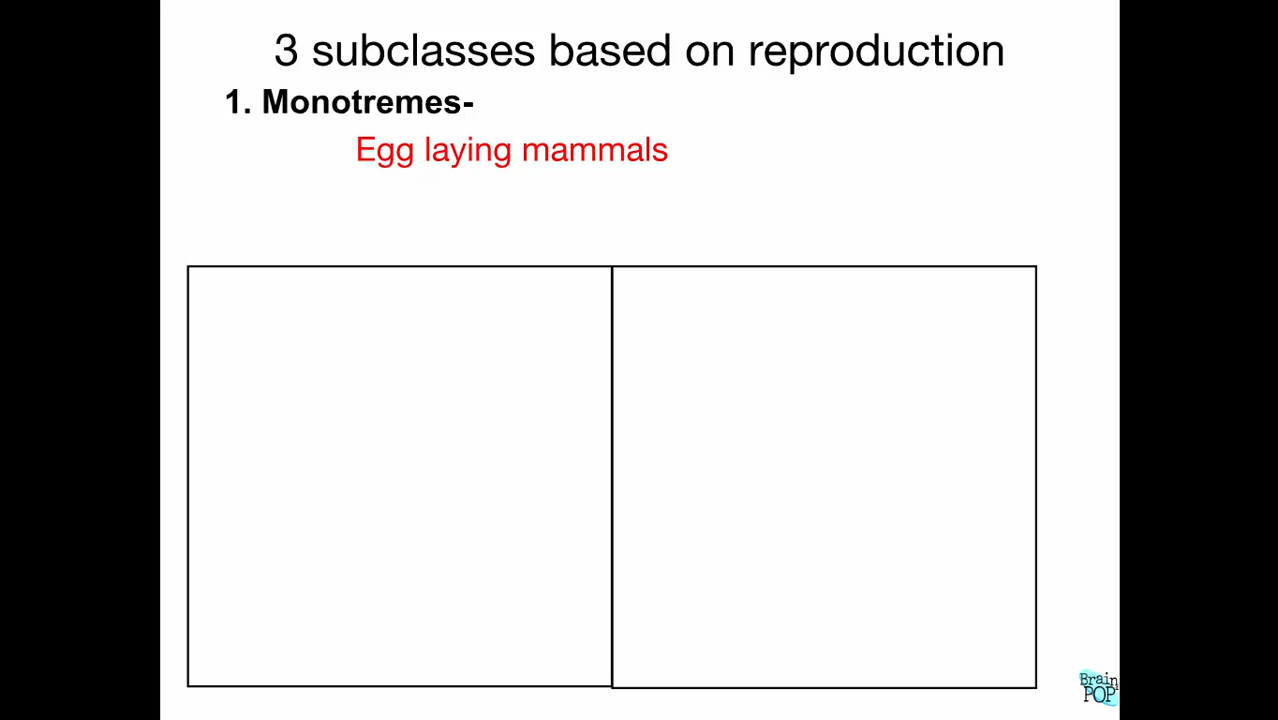 3 subclasses based on reproduction
1. Monotremes-
Egg laying mammals
Brain
POP